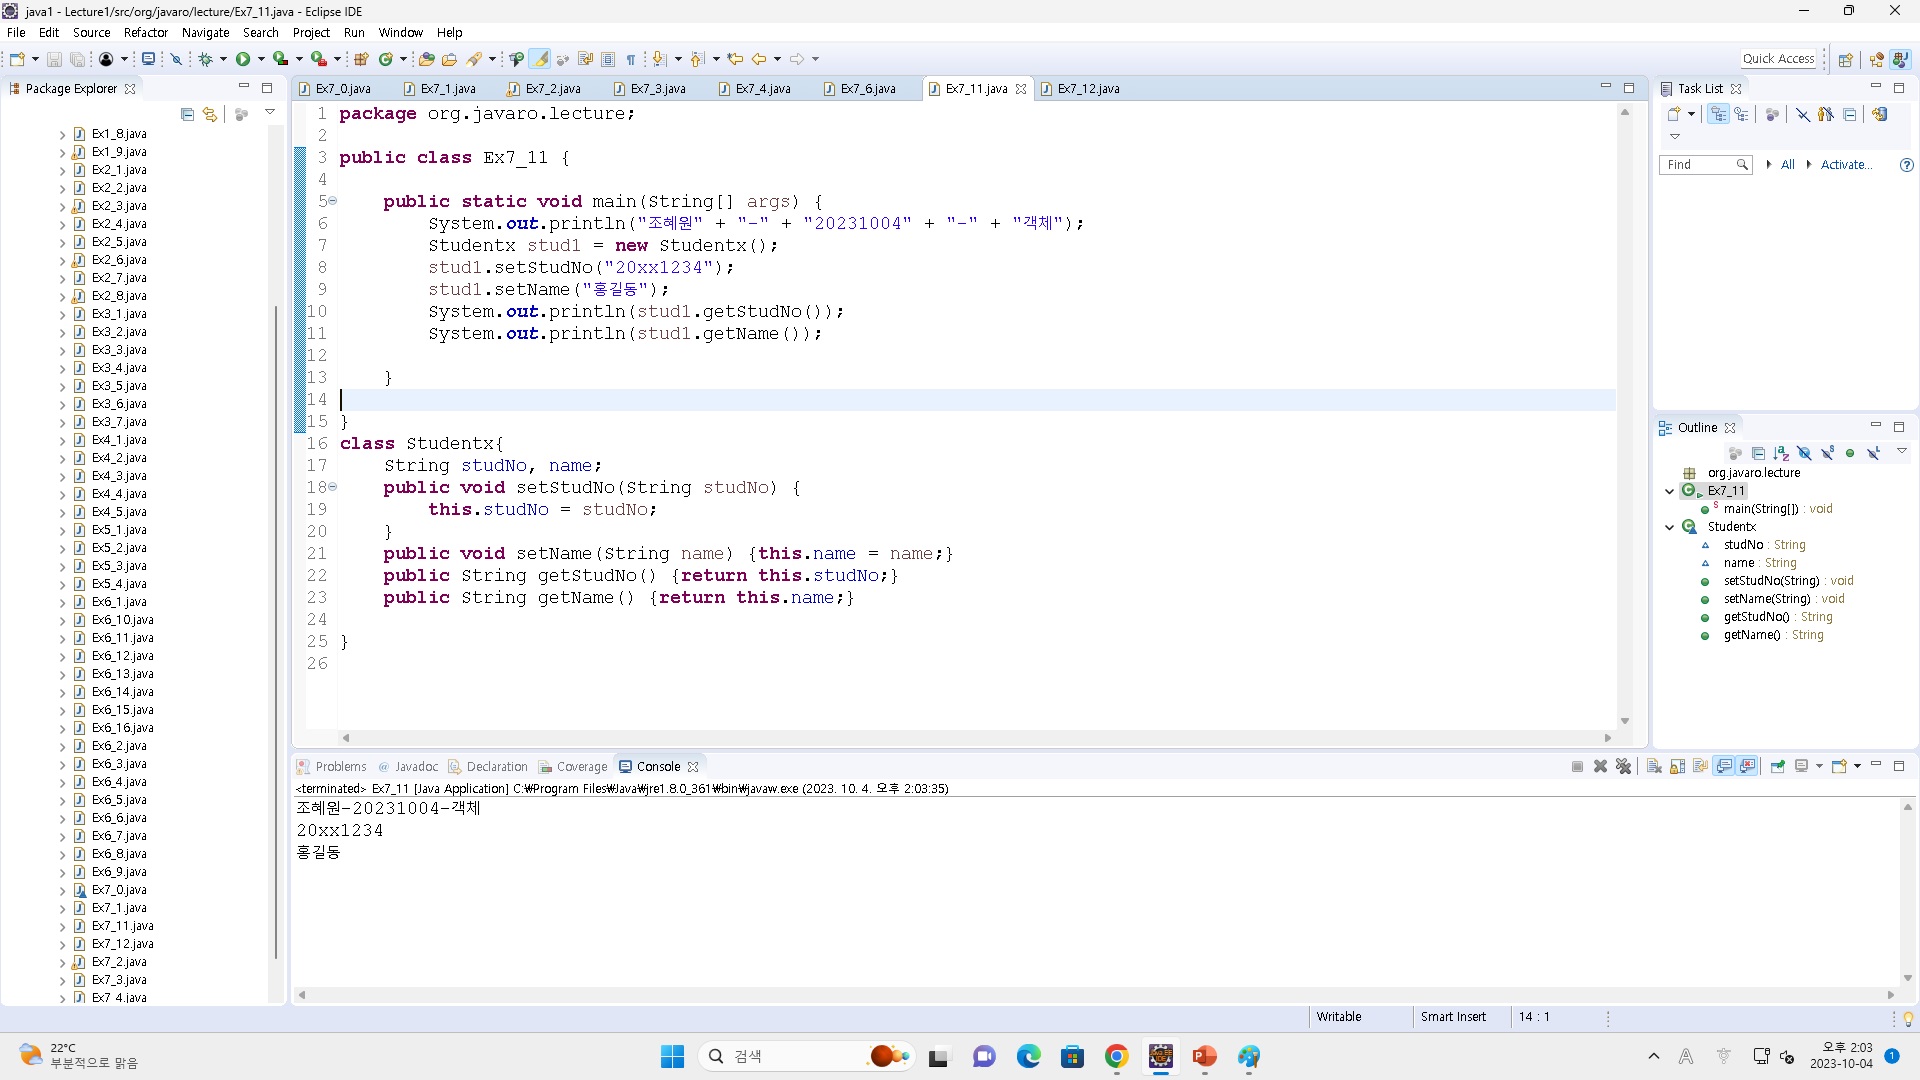 java1 - Lecture1/src/org/javaro/lecture/Ex7_11.java - Eclipse IDE
File Edit Source Refactor Navigate Search Project Run Window Help
Quick Access
Package Explorer
Ex1_8.java
Ex1_9.java
Ex2_1.java
Ex2_2.java
Ex2_3.java
Ex2_4.java
Ex2_5.java
Ex2_6.java
Ex2_7.java
Ex2_8.java
Ex3_1.java
Ex3_2.java
Ex3_3.java
Ex3_4.java
Ex3_5.java
Ex3_6.java
Ex3_7.java
Ex4_1.java
Ex4_2.java
Ex4_3.java
Ex4_4.java
Ex4_5.java
Ex5_1.java
Ex5_2.java
Ex5_3.java
Ex5_4.java
Ex6_1.java
Ex6_10.java
Ex6_11.java
Ex6_12.java
Ex6_13.java
Ex6_14.java
Ex6_15.java
Ex6_16.java
Ex6_2.java
Ex6_3.java
Ex6_4.java
Ex6_5.java
Ex6_6.java
Ex6_7.java
Ex6_8.java
Ex6_9.java
Ex7_0.java
Ex7_1.java
Ex7_11.java
Ex7_12.java
Ex7_2.java
Ex7_3.java
Ex7_4.java
Ex7_0.java Ex7_1.java Ex7_2.java Ex7_3.java Ex7_4.java Ex7_6.java Ex7_11.java Ex7_12.java
1 package org.javaro.lecture;
2
3 public class Ex7_11 {
4
5 public static void main(String[] args) {
6 System.out.println("조혜원" + "-" + "20231004" + "-" + "객체");
7 Studentx stud1 = new Studentx();
8 stud1.setStudNo("20xx1234");
9 stud1.setName("홍길동");
10 System.out.println(stud1.getStudNo());
11 System.out.println(stud1.getName());
12
13 }
14
15 }
16 class Studentx{
17 String studNo, name;
18 public void setStudNo(String studNo) {
19 this.studNo = studNo;
20 }
21 public void setName(String name) {this.name = name;}
22 public String getStudNo() {return this.studNo;}
23 public String getName() {return this.name;}
24
25 }
26
Problems Javadoc Declaration Coverage Console
<terminated> Ex7_11 [Java Application] C:₩Program Files₩Java₩jre1.8.0_361₩bin₩javaw.exe (2023. 10. 4. 오후 2:03:35)
조혜원-20231004-객체
20xx1234
홍길동
Task List
Find All Activate...
Outline
org.javaro.lecture
Ex7_11
main(String[]) : void
Studentx
studNo : String
name : String
setStudNo(String) : void
setName(String) : void
getStudNo() : String
getName() : String
Writable Smart Insert 14 : 1
22°C
부분적으로 맑음
검색
A
오후 2:03
2023-10-04
1